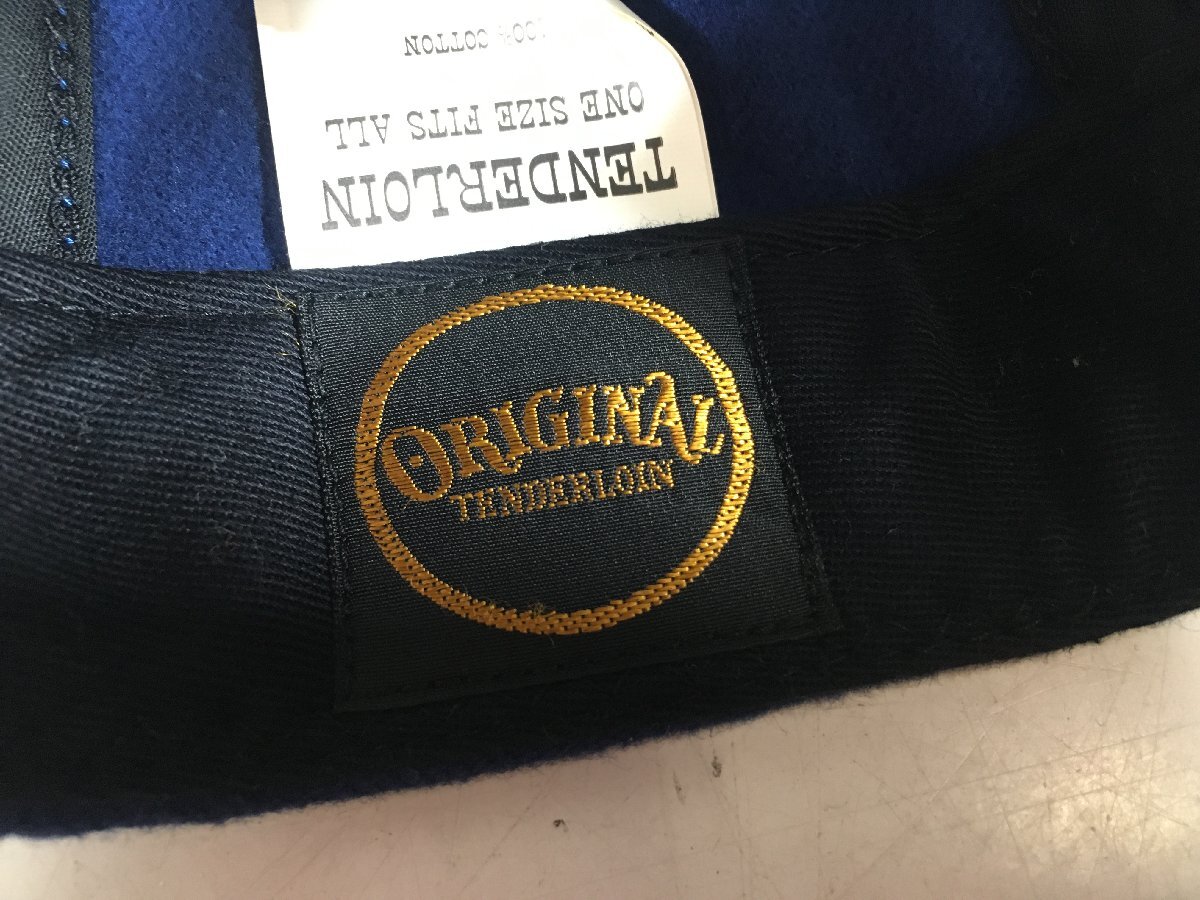 TENDERLOIN
ONE SIZE FITS ALL
100% COTTON
ORIGINAL
TENDERLOIN